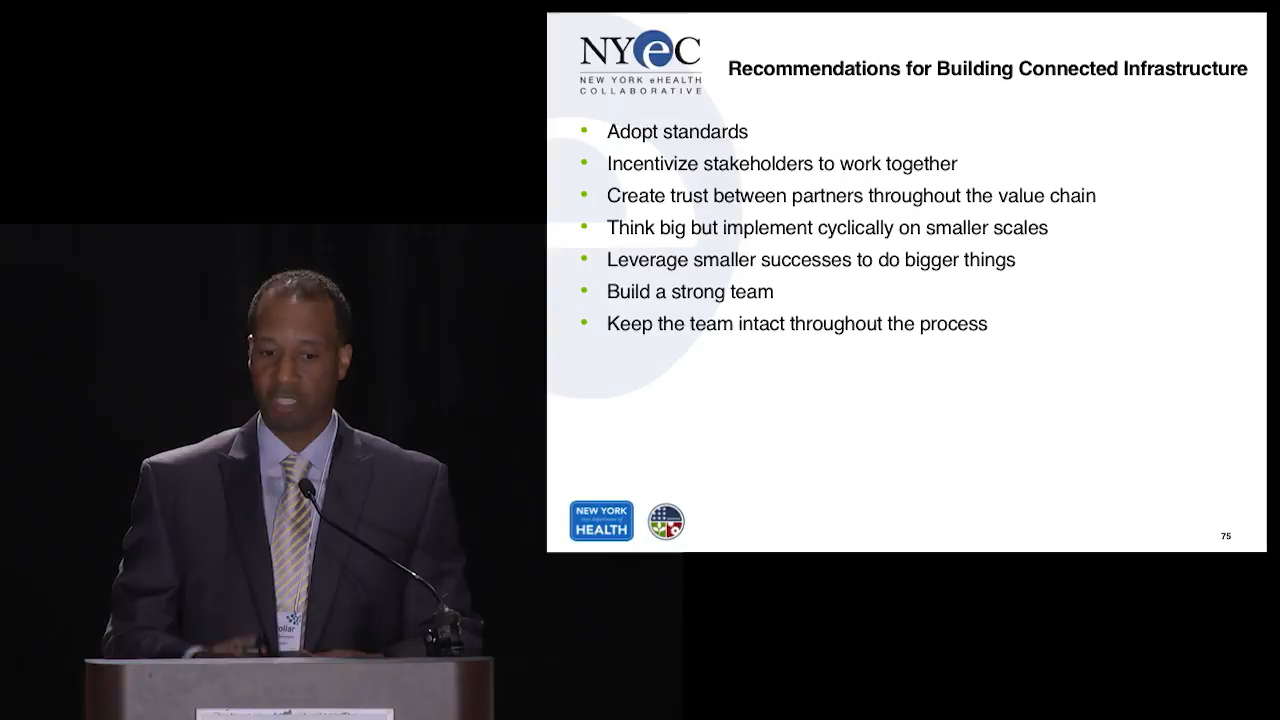 NYeC
NEW YORK eHEALTH
COLLABORATIVE
Recommendations for Building Connected Infrastructure
• Adopt standards
• Incentivize stakeholders to work together
• Create trust between partners throughout the value chain
• Think big but implement cyclically on smaller scales
• Leverage smaller successes to do bigger things
• Build a strong team
• Keep the team intact throughout the process
NEW YORK
HEALTH
75
ollar